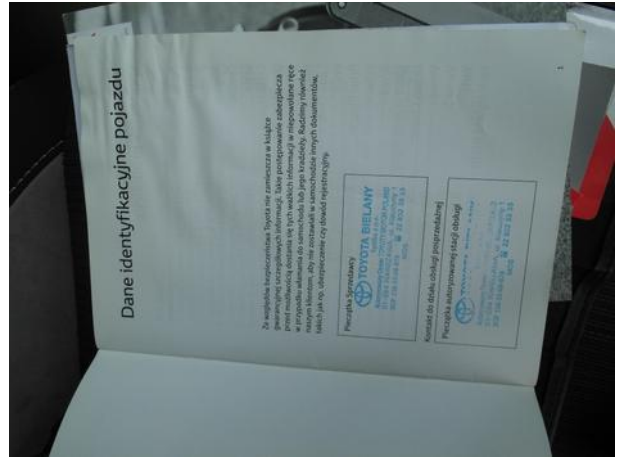 Dane identyfikacyjne pojazdu
Ze względów bezpieczeństwa Toyota nie zamieszcza w książce
gwarancyjnej szczegółowych informacji. Takie postępowanie zabezpiecza
przed możliwością dostania się tych ważkich informacji w niepowołane ręce
w przypadku włamania do samochodu lub jego kradzieży. Radzimy również
naszym klientom, aby nie zostawiali w samochodzie innych dokumentów,
takich jak np. ubezpieczenie czy dowód rejestracyjny.
Pieczątka Sprzedawcy
TOYOTA BIELANY
Kontakt do działu obsługi posprzedażnej
Pieczątka autoryzowanej stacji obsługi
TOYOTA
1